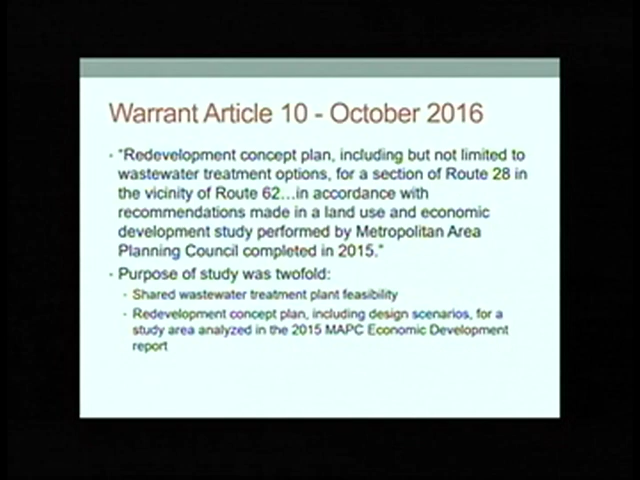 Warrant Article 10 - October 2016
• "Redevelopment concept plan, including but not limited to
wastewater treatment options, for a section of Route 28 in
the vicinity of Route 62…in accordance with
recommendations made in a land use and economic
development study performed by Metropolitan Area
Planning Council completed in 2015."
• Purpose of study was twofold:
• Shared wastewater treatment plant feasibility
• Redevelopment concept plan, including design scenarios, for a
study area analyzed in the 2015 MAPC Economic Development
report